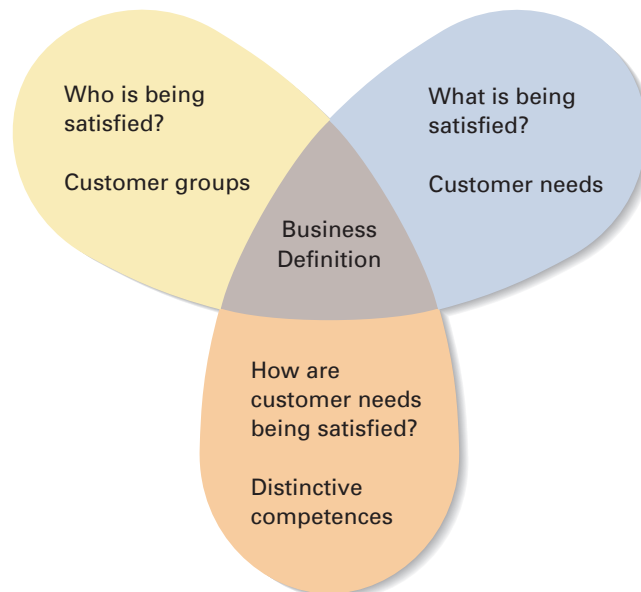 Who is being
satisfied?
Customer groups
What is being
satisfied?
Customer needs
Business
Definition
How are
customer needs
being satisfied?
Distinctive
competences